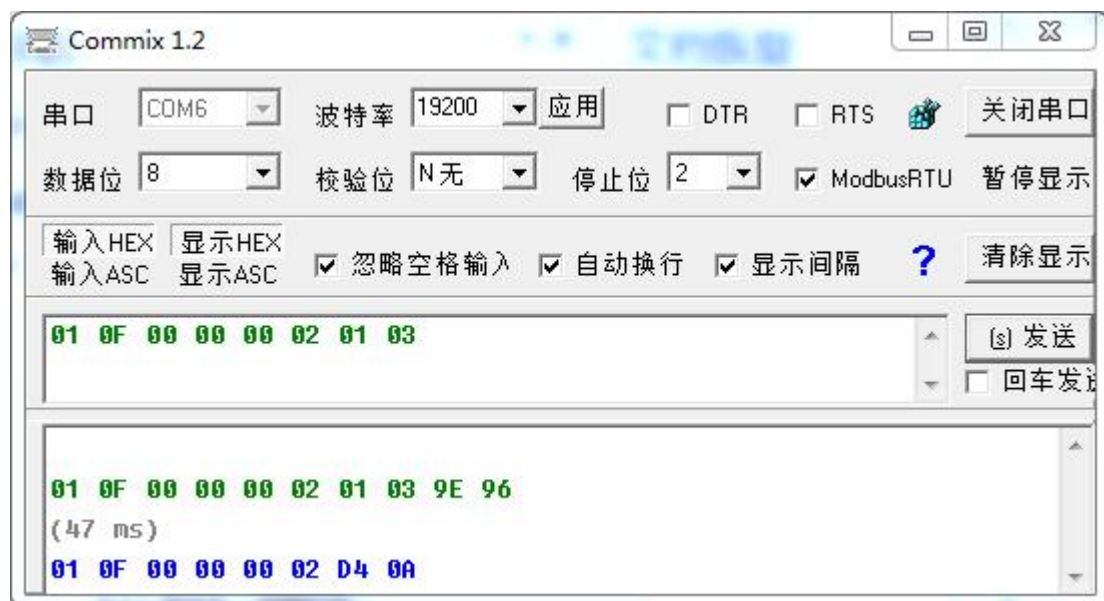 Commix 1.2
串口 COM6 波特率 19200 应用 DTR RTS 关闭串口
数据位 8 校验位 N无 停止位 2 ModbusRTU 暂停显示
输入HEX 显示HEX
输入ASC 显示ASC
忽略空格输入 自动换行 显示间隔 ? 清除显示
01 0F 00 00 00 02 01 03
(s) 发送
回车发
01 0F 00 00 00 02 01 03 9E 96
(47 ms)
01 0F 00 00 00 02 D4 0A